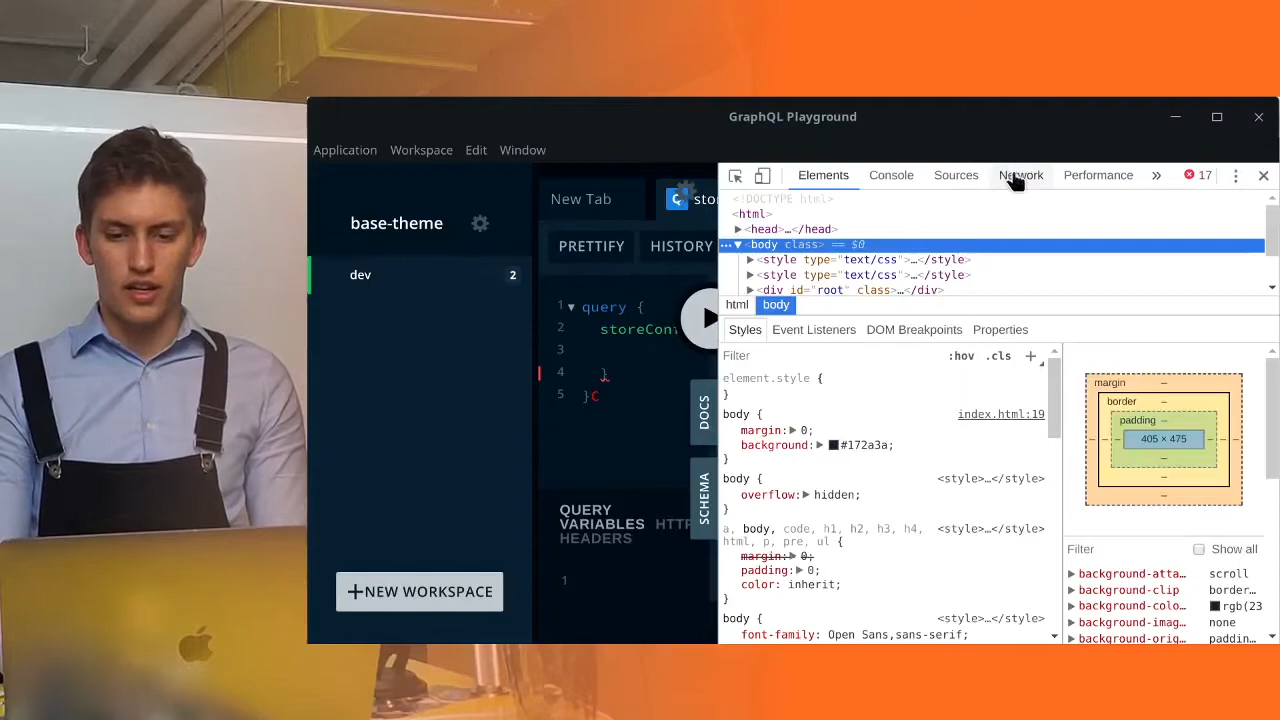 GraphQL Playground
Application Workspace Edit Window
Elements Console Sources Network Performance » 17
<!DOCTYPE html>
<html>
▶<head>…</head>
…▼<body class> == $0
▶<style type="text/css">…</style>
▶<style type="text/css">…</style>
▶<div id="root" class>…</div>
html body
Styles Event Listeners DOM Breakpoints Properties
Filter :hov .cls +
element.style {
}
body { index.html:19
margin:▶ 0;
background:▶ #172a3a;
}
body { <style>…</style>
overflow:▶ hidden;
}
a, body, code, h1, h2, h3, h4, <style>…</style>
html, p, pre, ul {
margin:▶ 0;
padding:▶ 0;
color: inherit;
}
body { <style>…</style>
font-family: Open Sans,sans-serif;
margin –
border –
padding –
– – – 405 × 475 – – –
–
–
–
Filter Show all
▶background-atta… scroll
▶background-clip border…
▶background-colo… rgb(23
▶background-imag… none
▶background-orig… paddin…
base-theme
dev 2
+NEW WORKSPACE
New Tab Q sto
PRETTIFY HISTORY
1 ▼ query {
2
3
4 }
5 }C
DOCS
SCHEMA
QUERY
VARIABLES
HEADERS
1